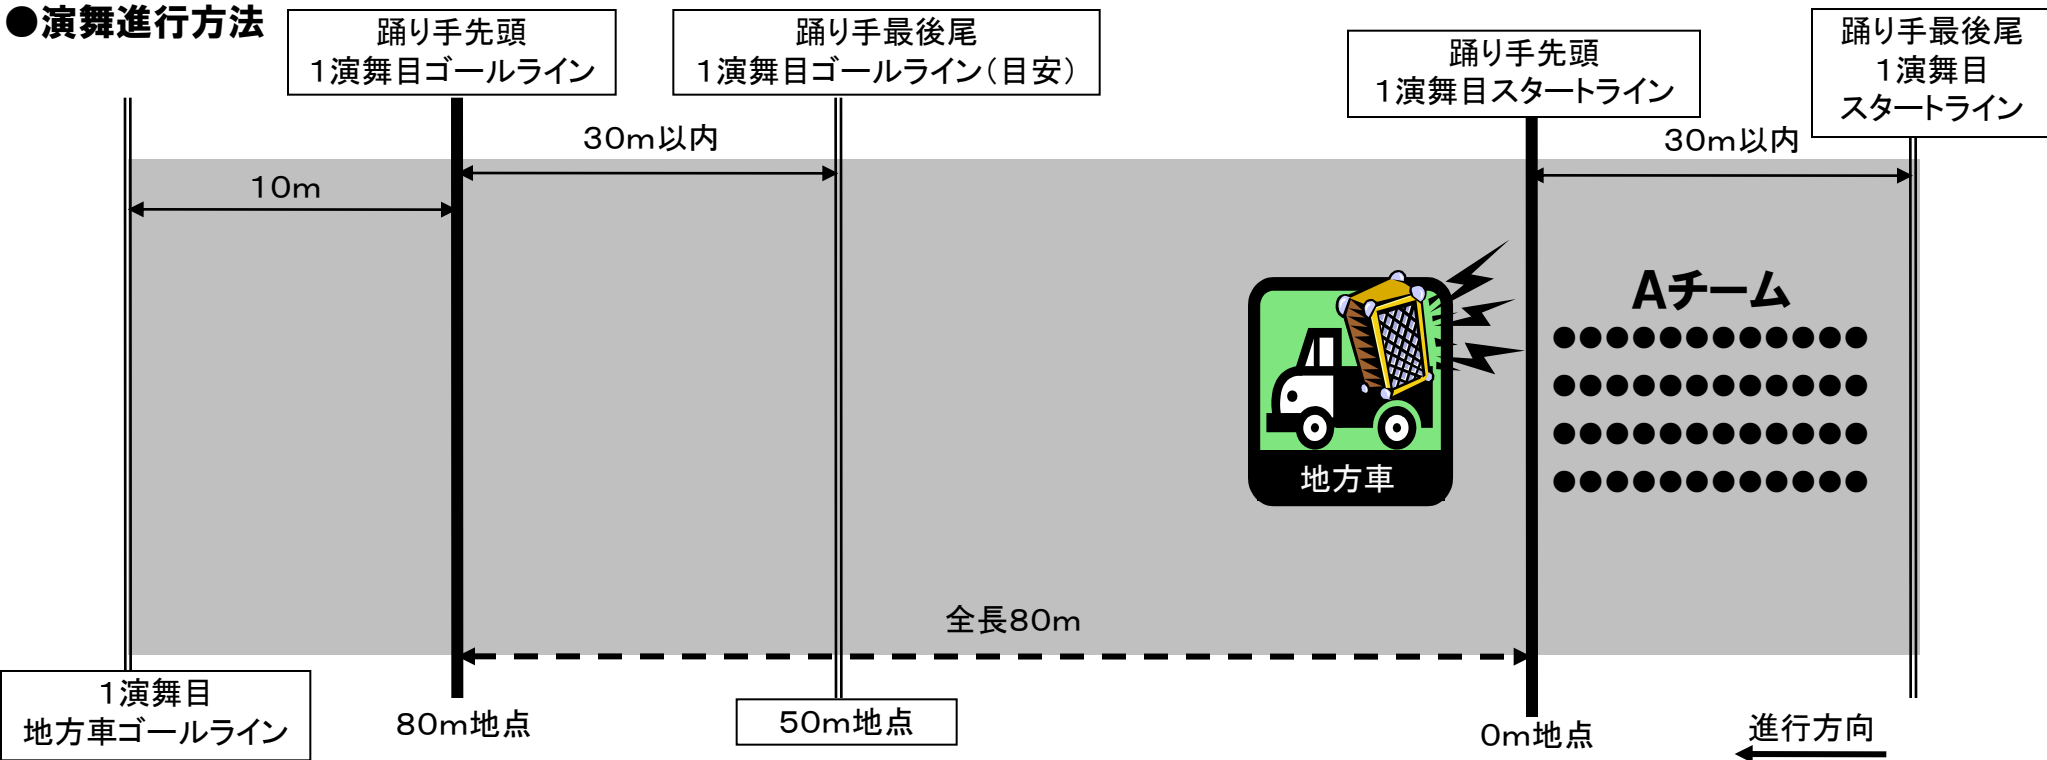 ●演舞進行方法
踊り手先頭
１演舞目ゴールライン
踊り手最後尾
１演舞目ゴールライン（目安）
踊り手先頭
１演舞目スタートライン
踊り手最後尾
１演舞目
スタートライン
30ｍ以内
30ｍ以内
10ｍ
Aチーム
地方車
全長80ｍ
１演舞目
地方車ゴールライン
80ｍ地点
50ｍ地点
0ｍ地点
進行方向